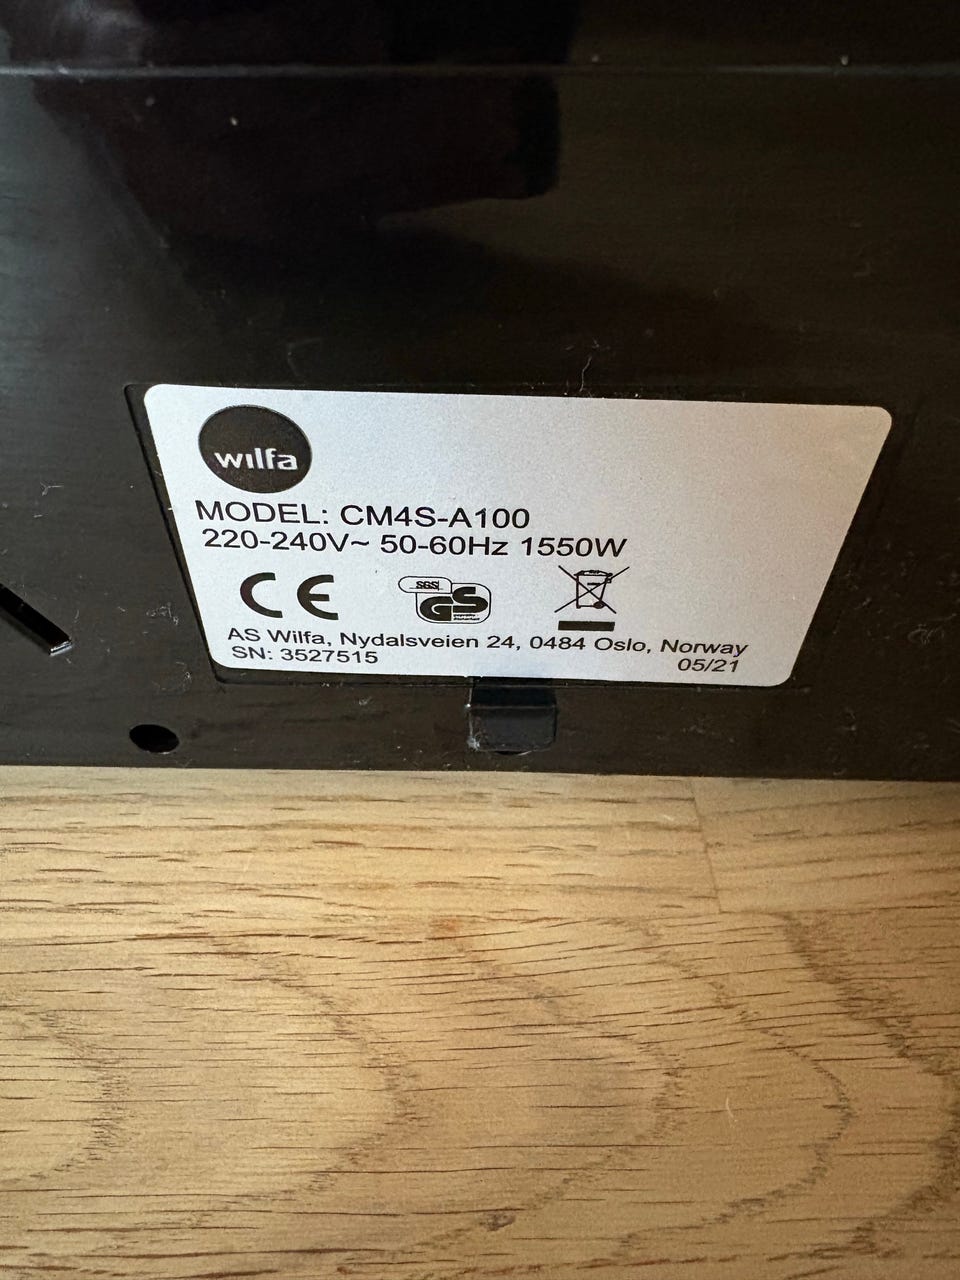 wilfa
MODEL: CM4S-A100
220-240V~ 50-60Hz 1550W
CE SGS GS
AS Wilfa, Nydalsveien 24, 0484 Oslo, Norway
SN: 3527515 05/21